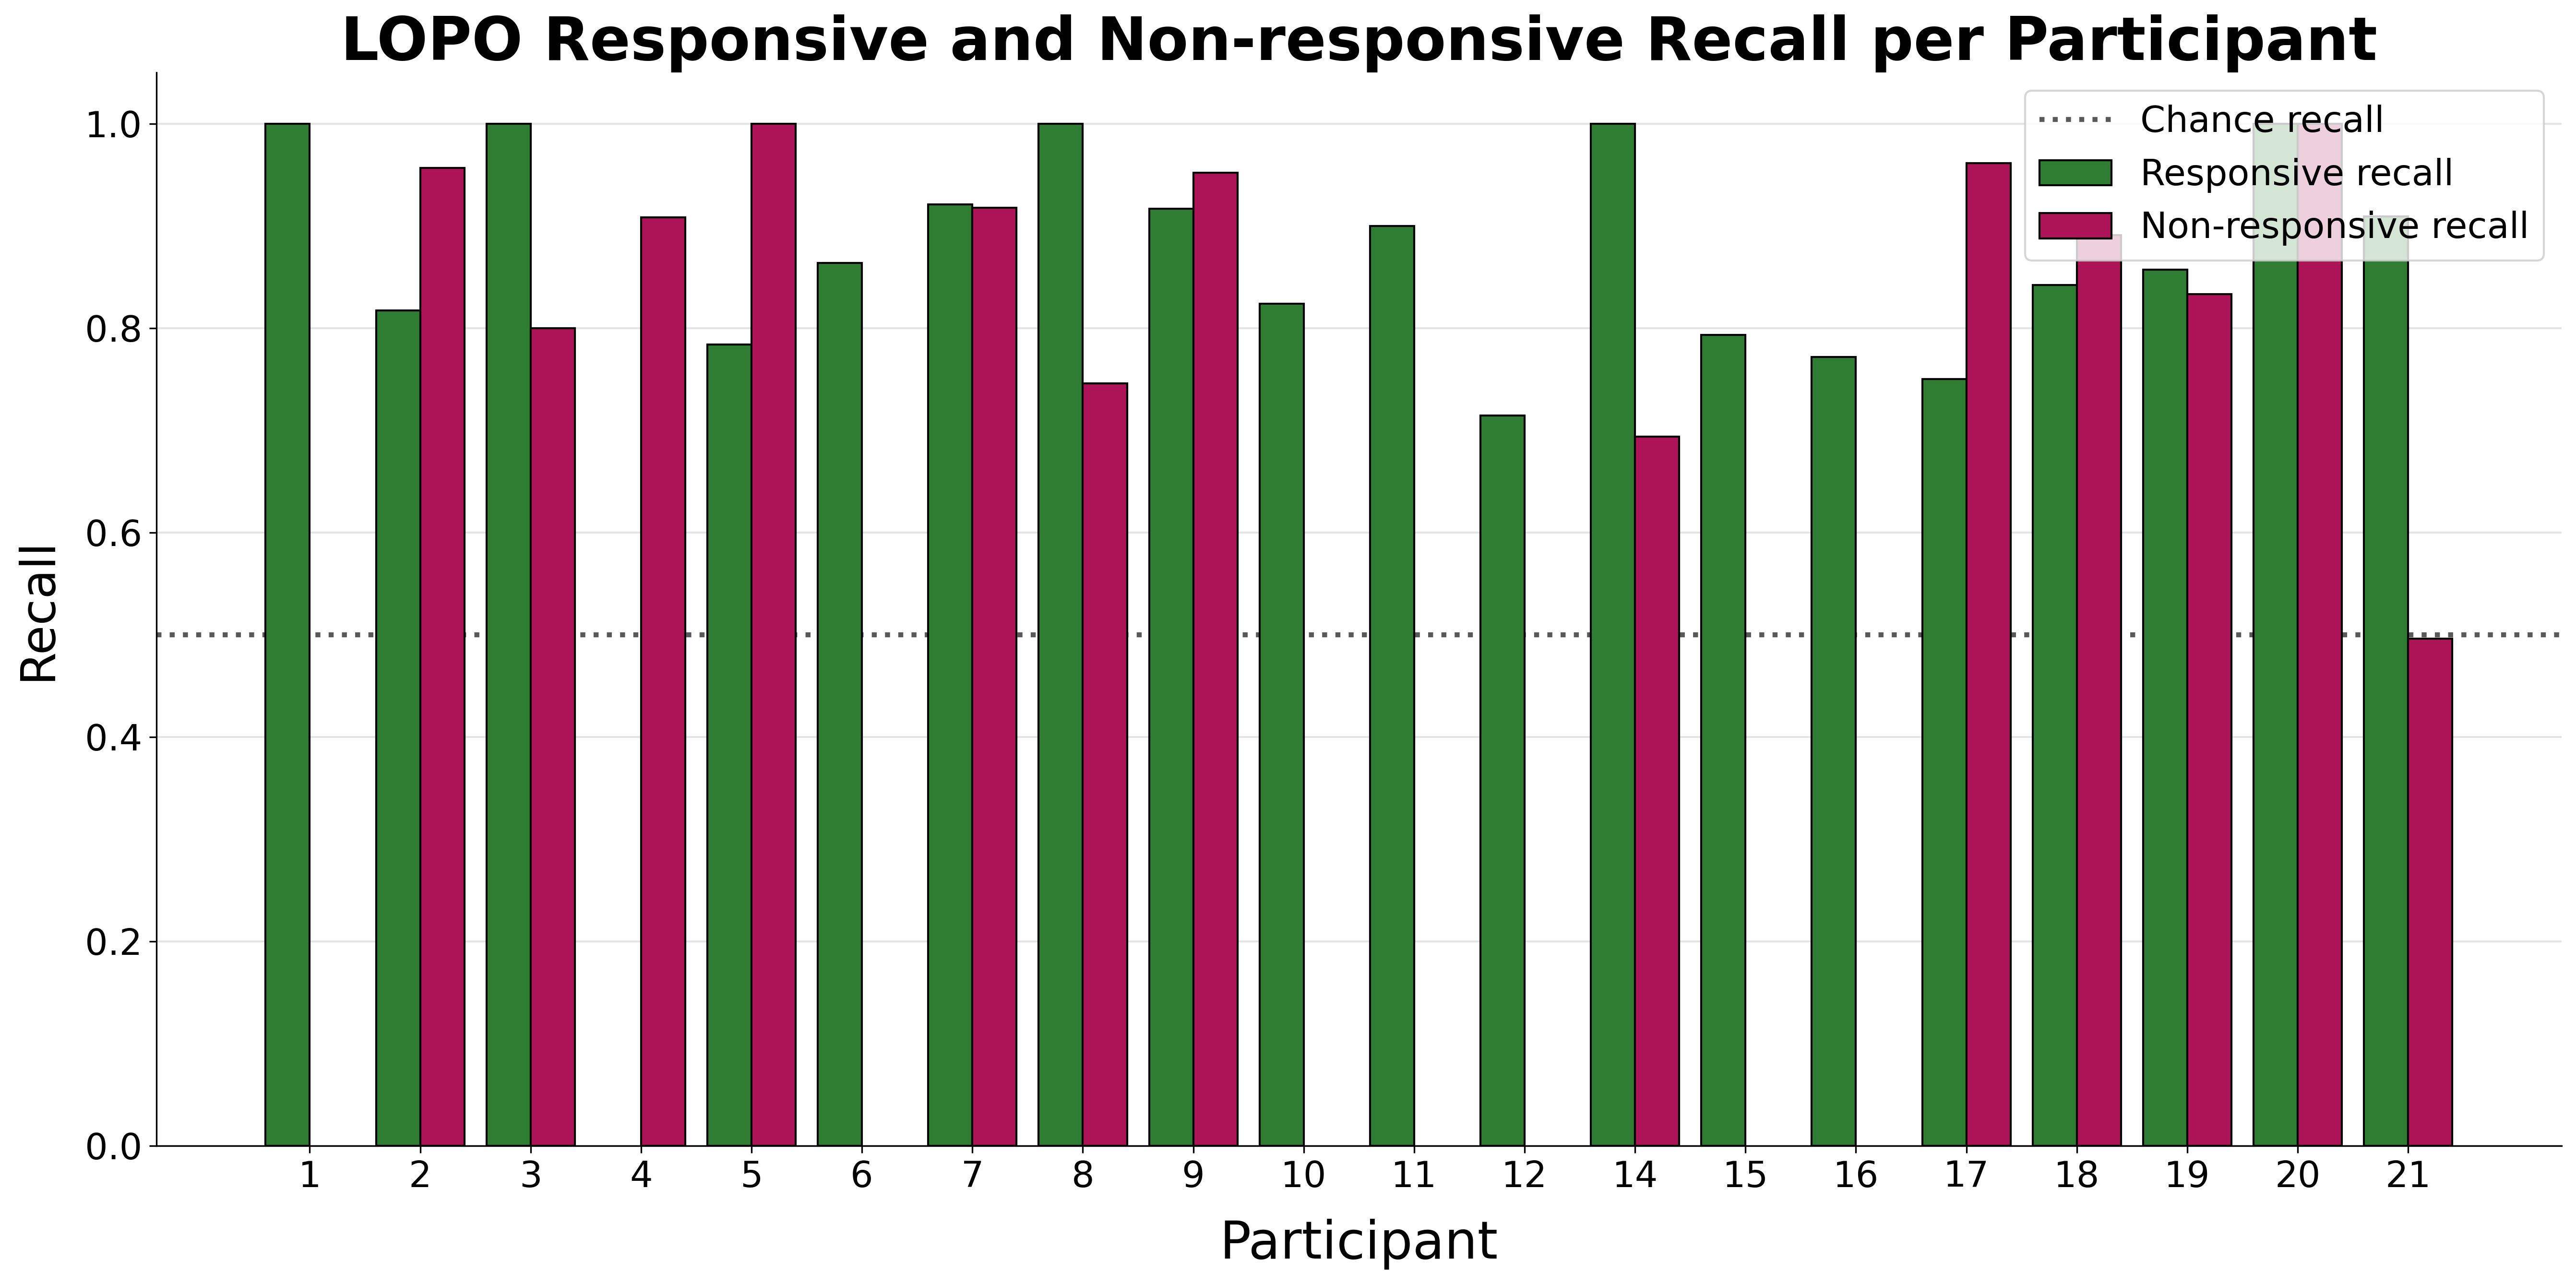 LOPO Responsive and Non-responsive Recall per Participant
Chance recall
Responsive recall
Non-responsive recall
1.0
0.8
0.6
0.4
0.2
0.0
Recall
1 2 3 4 5 6 7 8 9 10 11 12 14 15 16 17 18 19 20 21
Participant